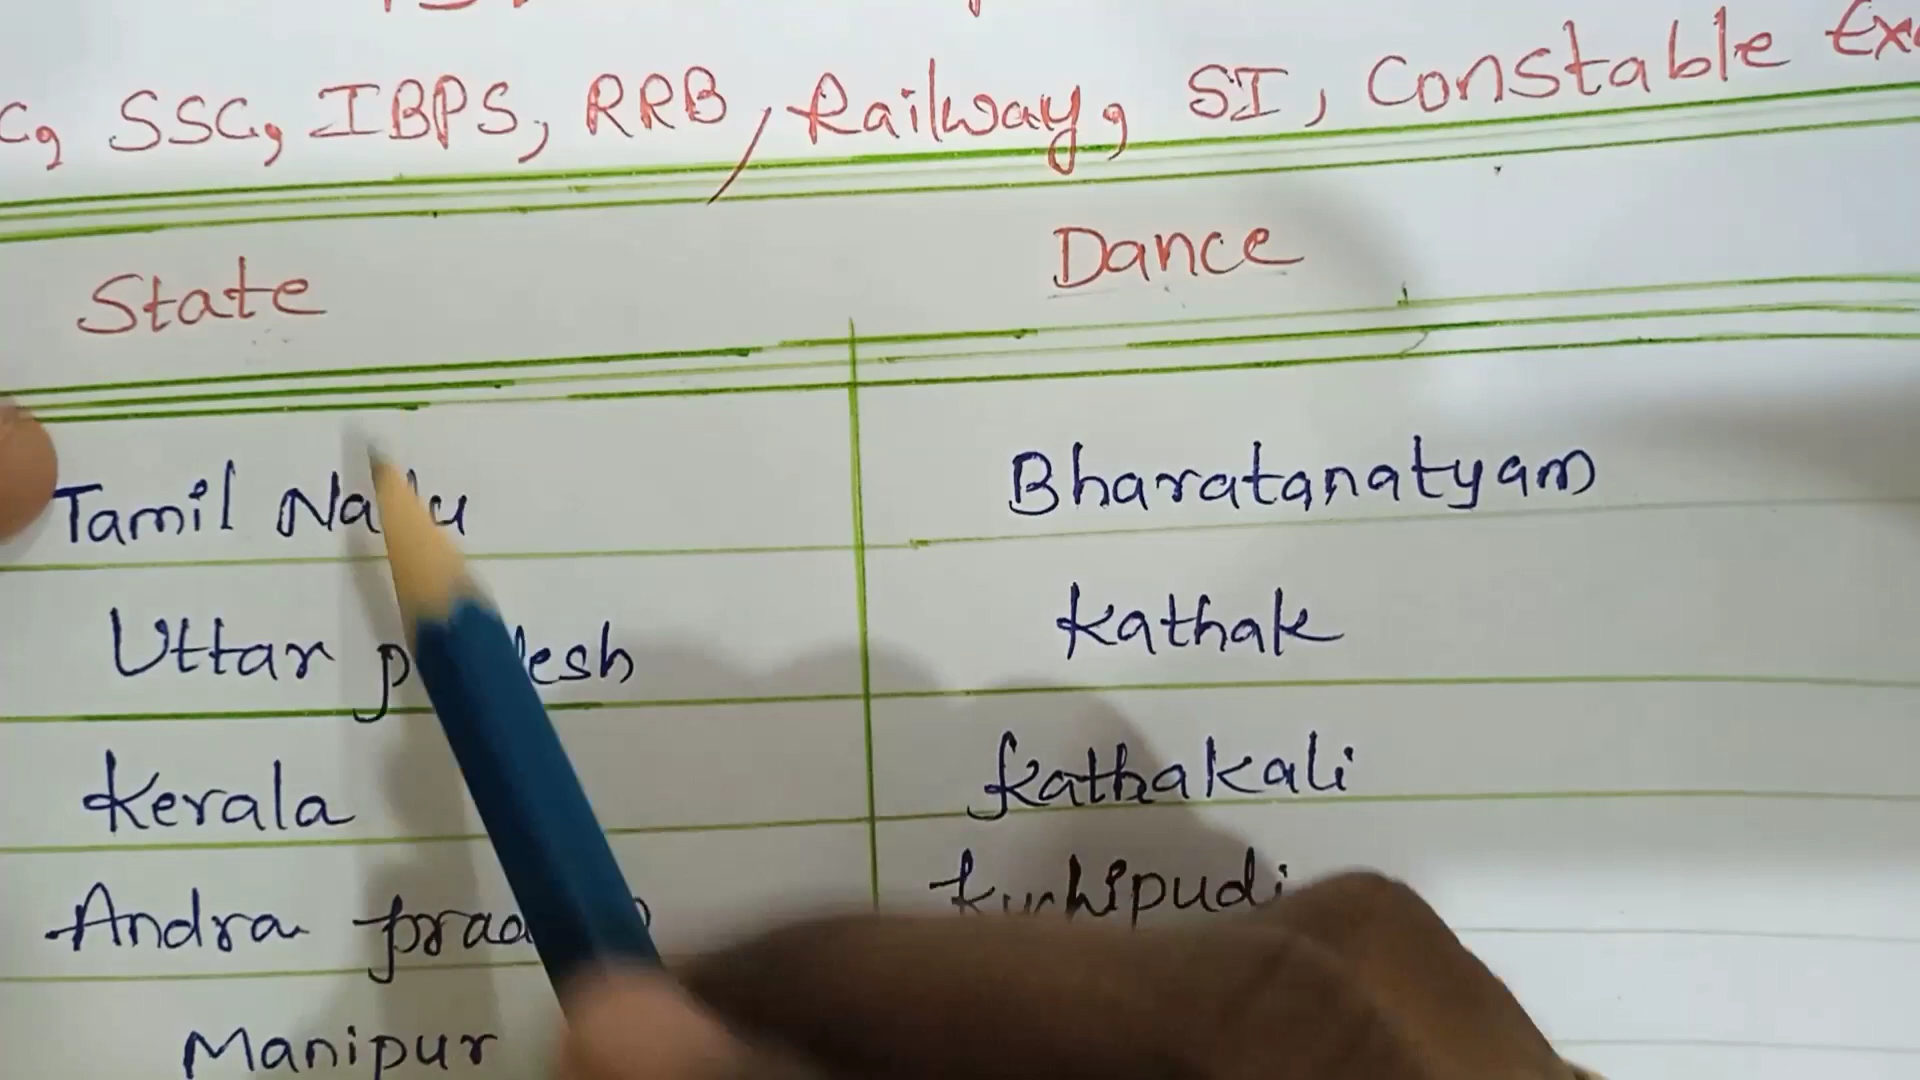 SSC, IBPS, RRB, Railway, SI, Constable
State Dance
Tamil Bharatanatyam
Uttar Kathak
Kerala Kathakali
Andra
Manipur